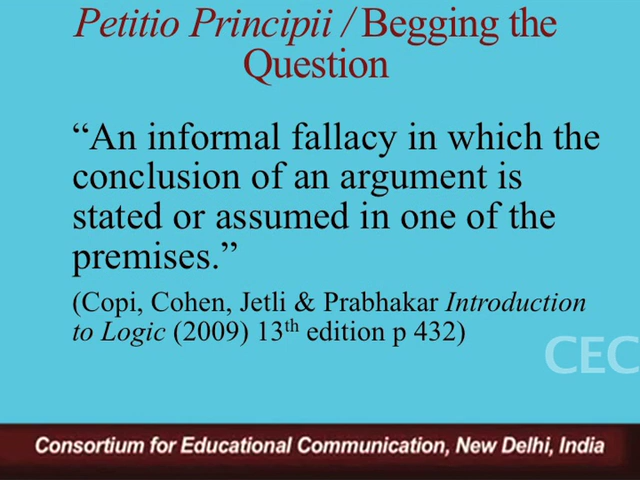 Petitio Principii / Begging the
Question
“An informal fallacy in which the
conclusion of an argument is
stated or assumed in one of the
premises.”
(Copi, Cohen, Jetli & Prabhakar Introduction
to Logic (2009) 13th edition p 432)
CEC
Consortium for Educational Communication, New Delhi, India